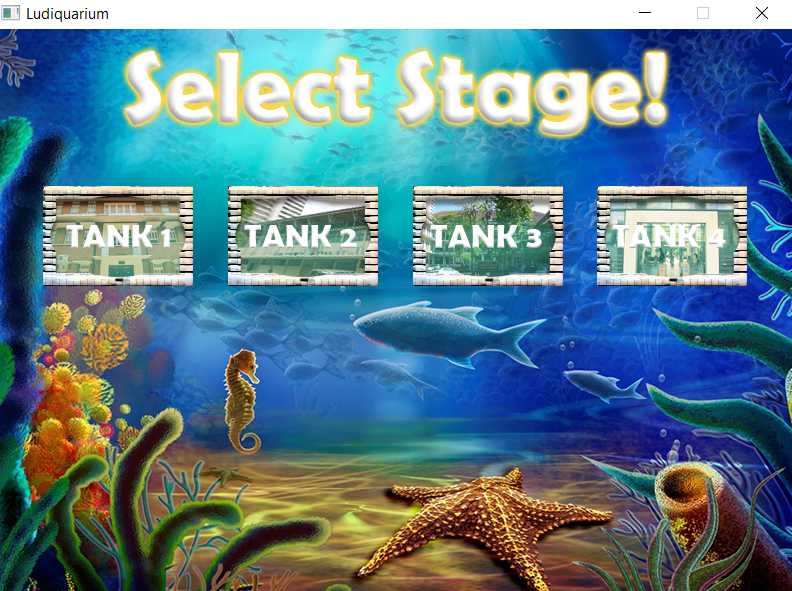 Ludiquarium
Select Stage!
TANK 1
TANK 2
TANK 3
TANK 4